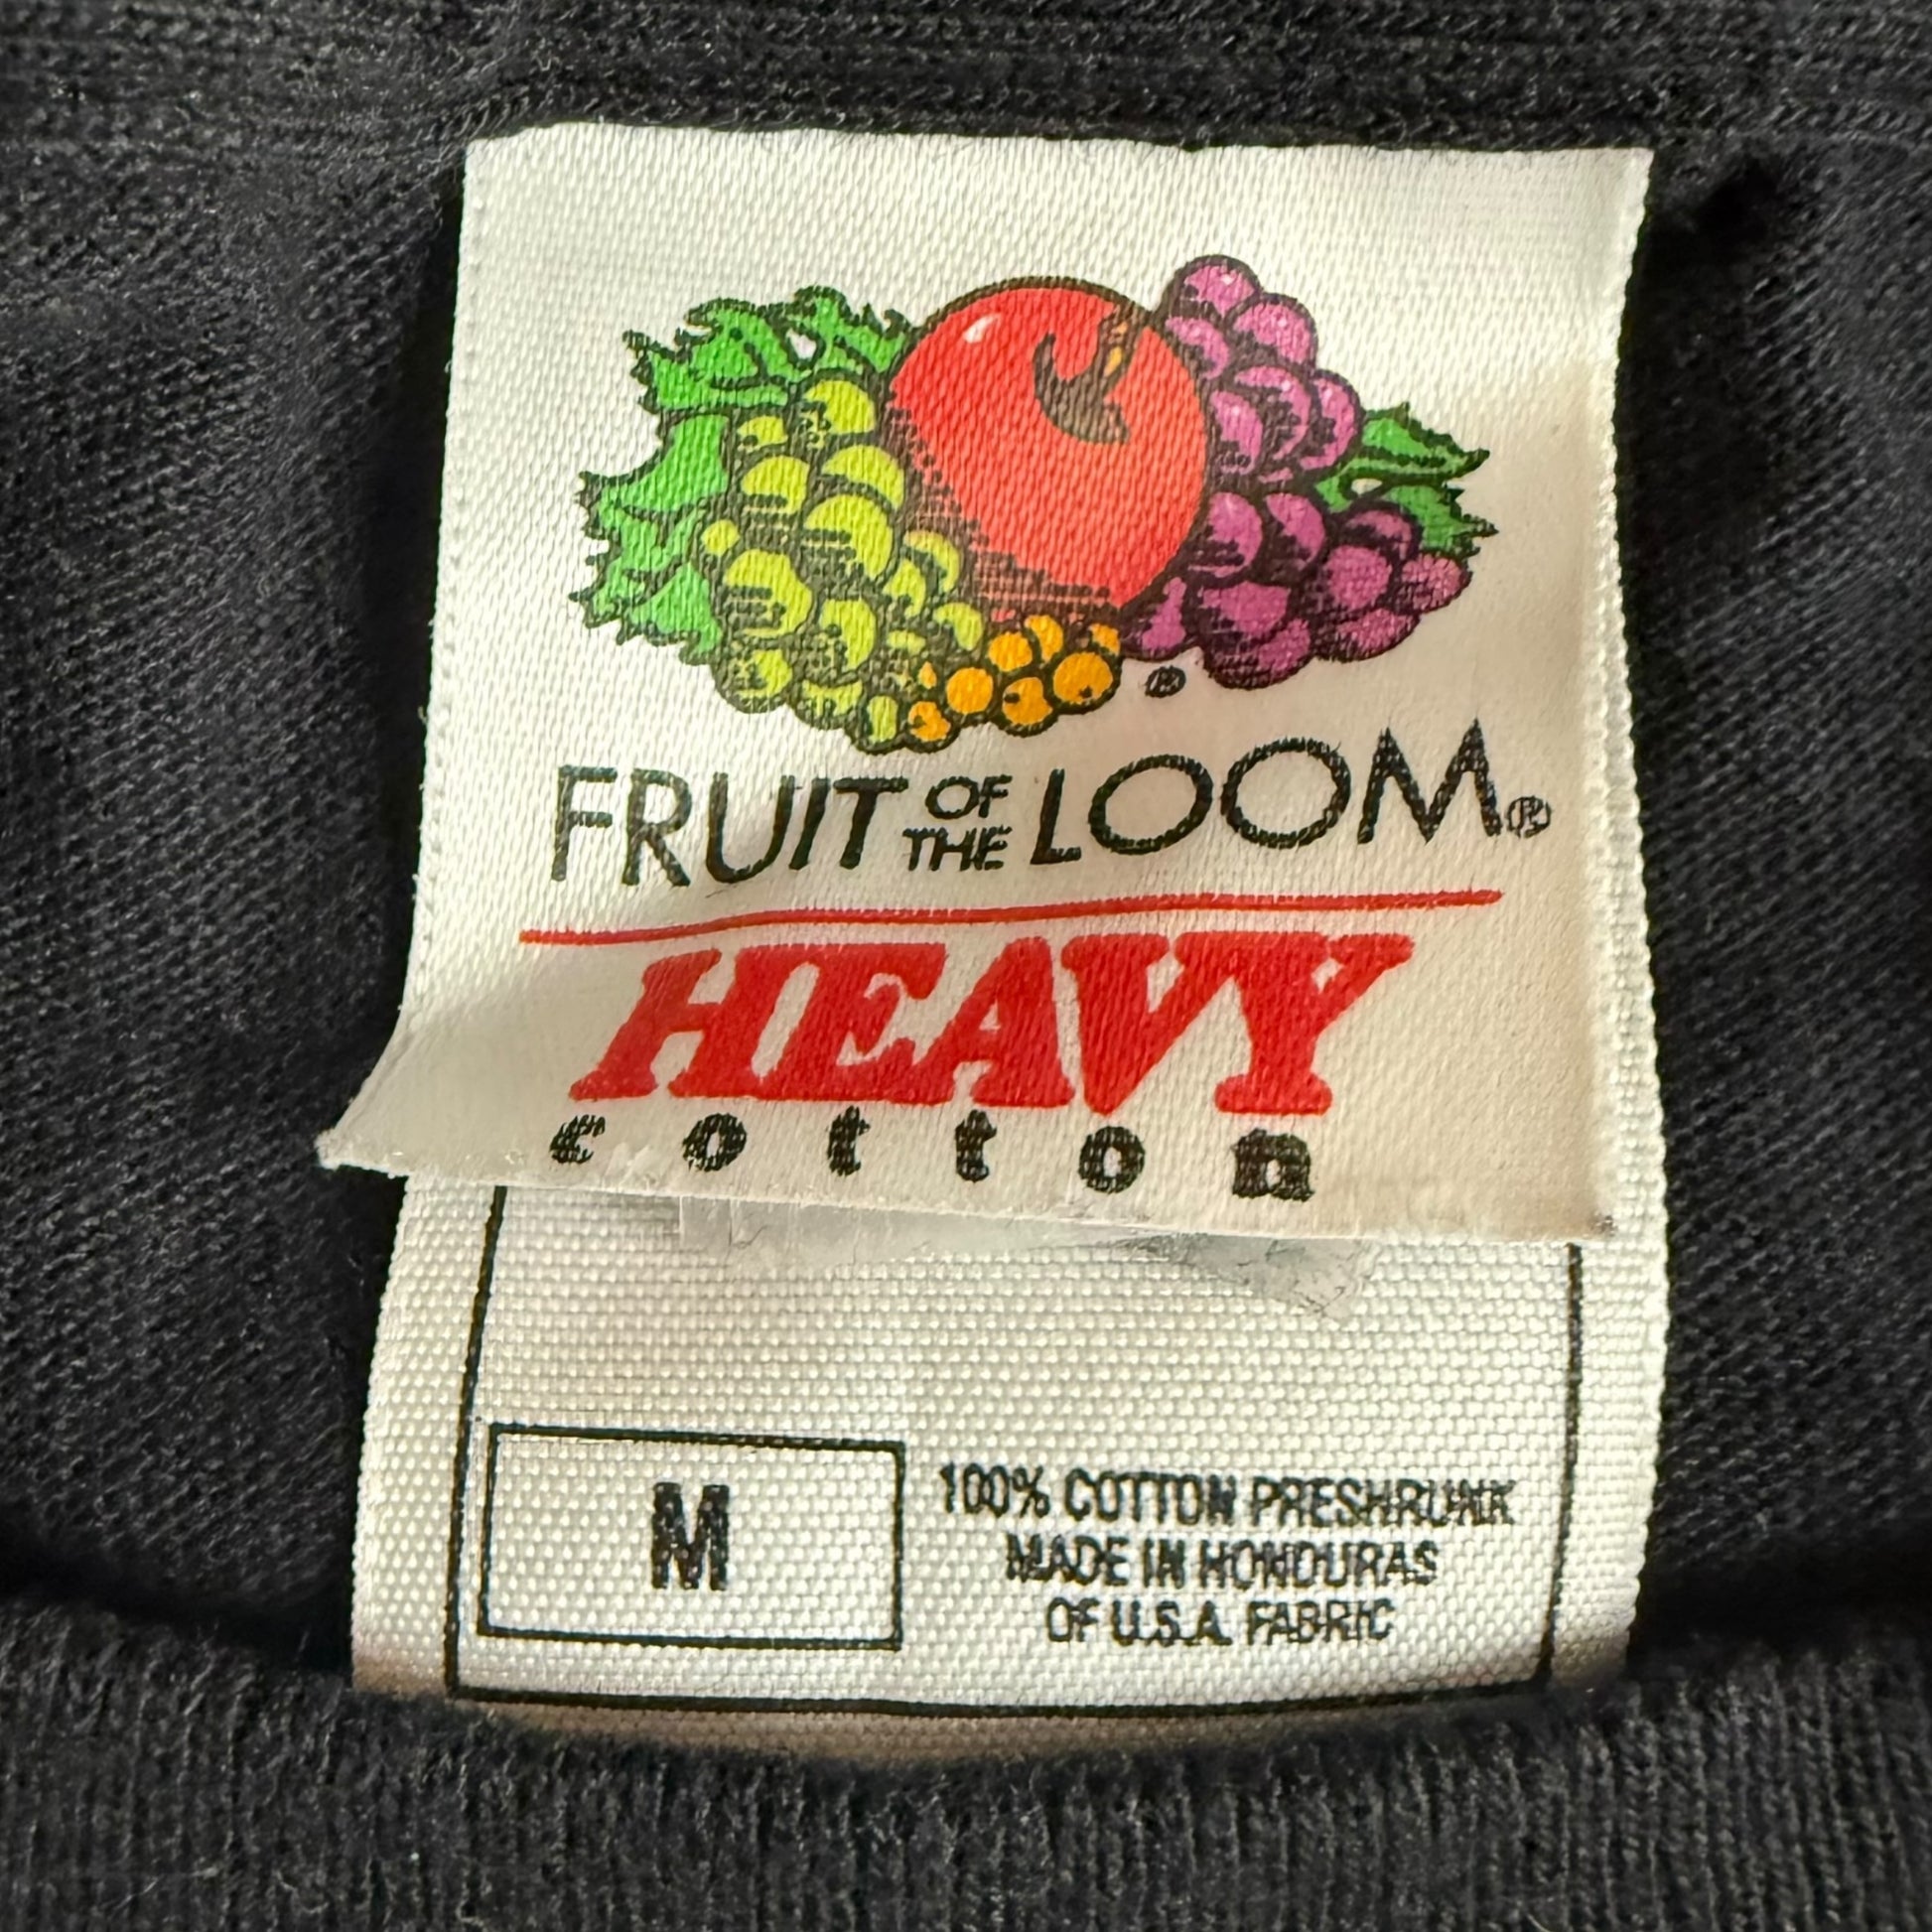 ®
FRUIT OF THE LOOM®
HEAVY
cotton
M
100% COTTON PRESHRUNK
MADE IN HONDURAS
OF U.S.A. FABRIC